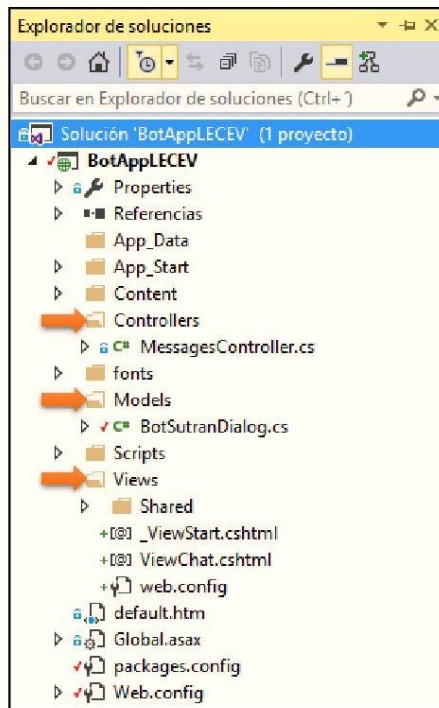 Explorador de soluciones
Buscar en Explorador de soluciones (Ctrl+´)
Solución 'BotAppLECEV' (1 proyecto)
BotAppLECEV
Properties
Referencias
App_Data
App_Start
Content
Controllers
C# MessagesController.cs
fonts
Models
C# BotSutranDialog.cs
Scripts
Views
Shared
+[@] _ViewStart.cshtml
+[@] ViewChat.cshtml
+ web.config
default.htm
Global.asax
packages.config
Web.config